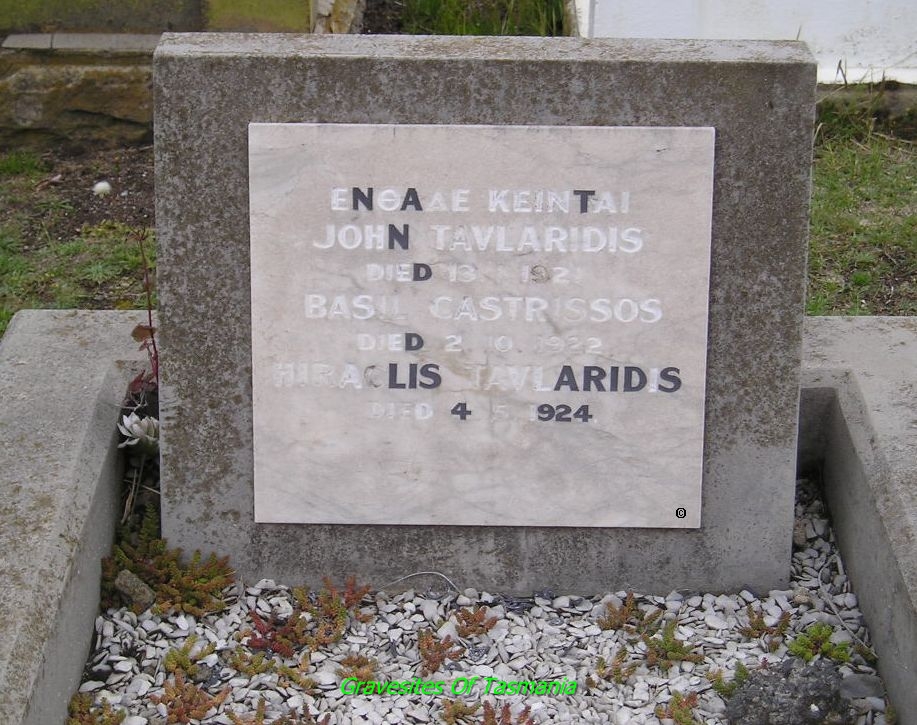 ΕΝΘΑΔΕ ΚΕΙΝΤΑΙ
JOHN TAVLARIDIS
DIED 13 1921
BASIL CASTRISSOS
DIED 2 10 1922
HIRACLIS TAVLARIDIS
DIED 4 5 1924
©
Gravesites Of Tasmania